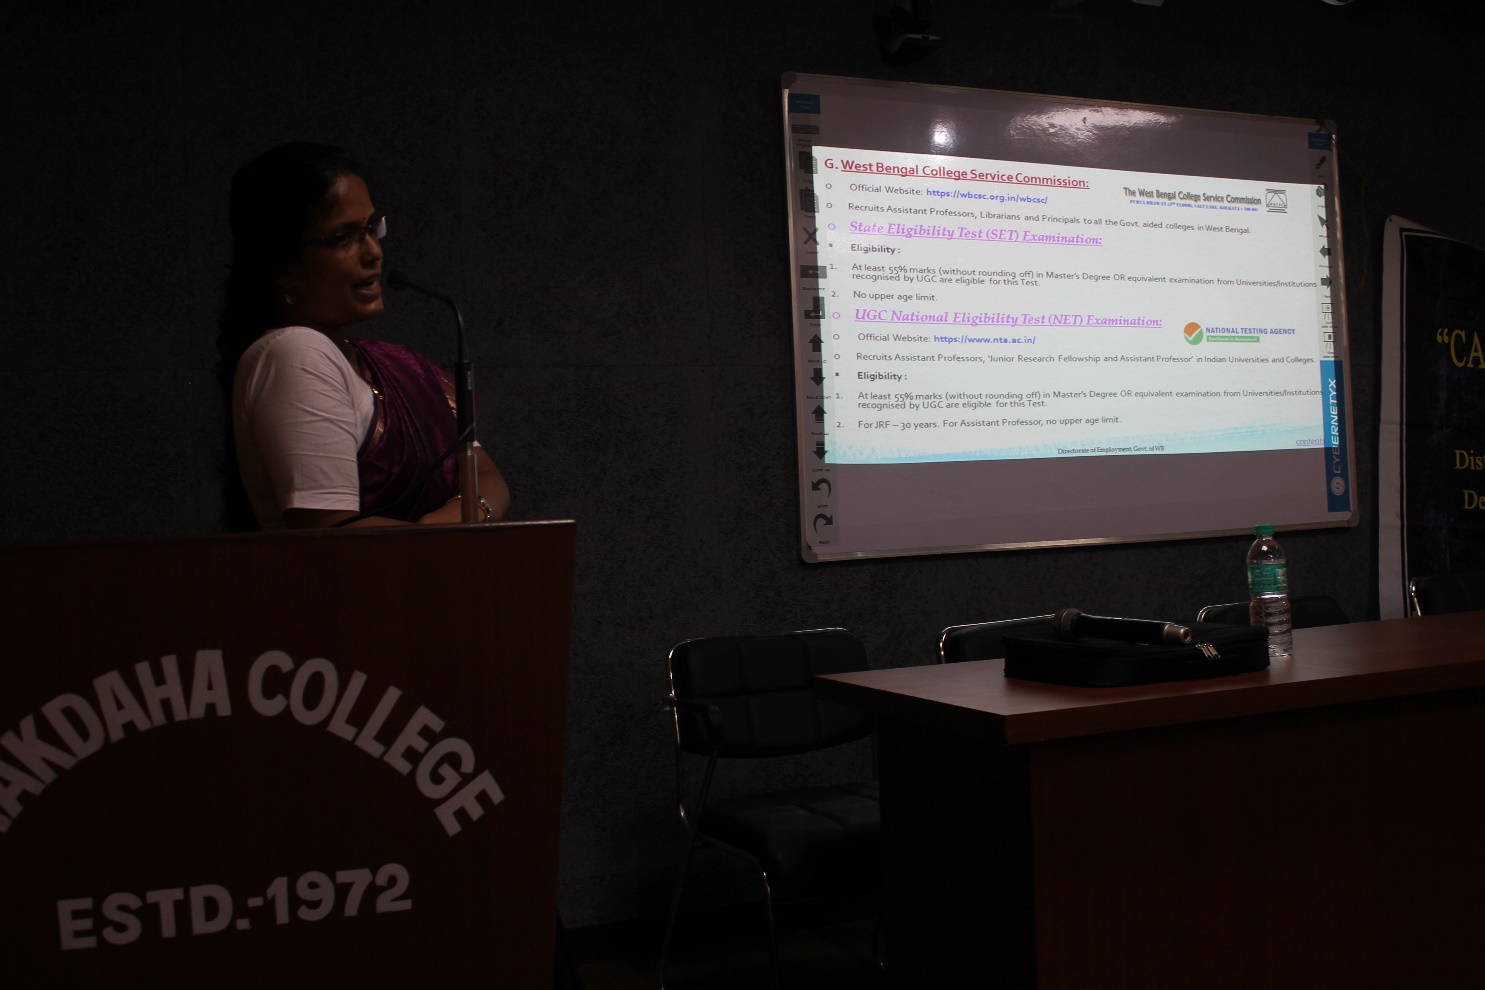 G. West Bengal College Service Commission:
Official Website: https://wbcsc.org.in/wbcsc/
The West Bengal College Service Commission
Recruits Assistant Professors, Librarians and Principals to all the Govt. aided colleges in West Bengal.
State Eligibility Test (SET) Examination:
Eligibility :
1. At least 55% marks (without rounding off) in Master's Degree OR equivalent examination from Universities/Institutions
recognised by UGC are eligible for this Test.
2. No upper age limit.
UGC National Eligibility Test (NET) Examination:
Official Website: https://www.nta.ac.in/
NATIONAL TESTING AGENCY
Recruits Assistant Professors, 'Junior Research Fellowship and Assistant Professor' in Indian Universities and Colleges.
Eligibility :
1. At least 55% marks (without rounding off) in Master's Degree OR equivalent examination from Universities/Institutions
recognised by UGC are eligible for this Test.
2. For JRF – 30 years. For Assistant Professor, no upper age limit.
Directorate of Employment, Govt. of WB
CYBERNETYX
"CA
Dis
De
AKDAHA COLLEGE
ESTD.-1972